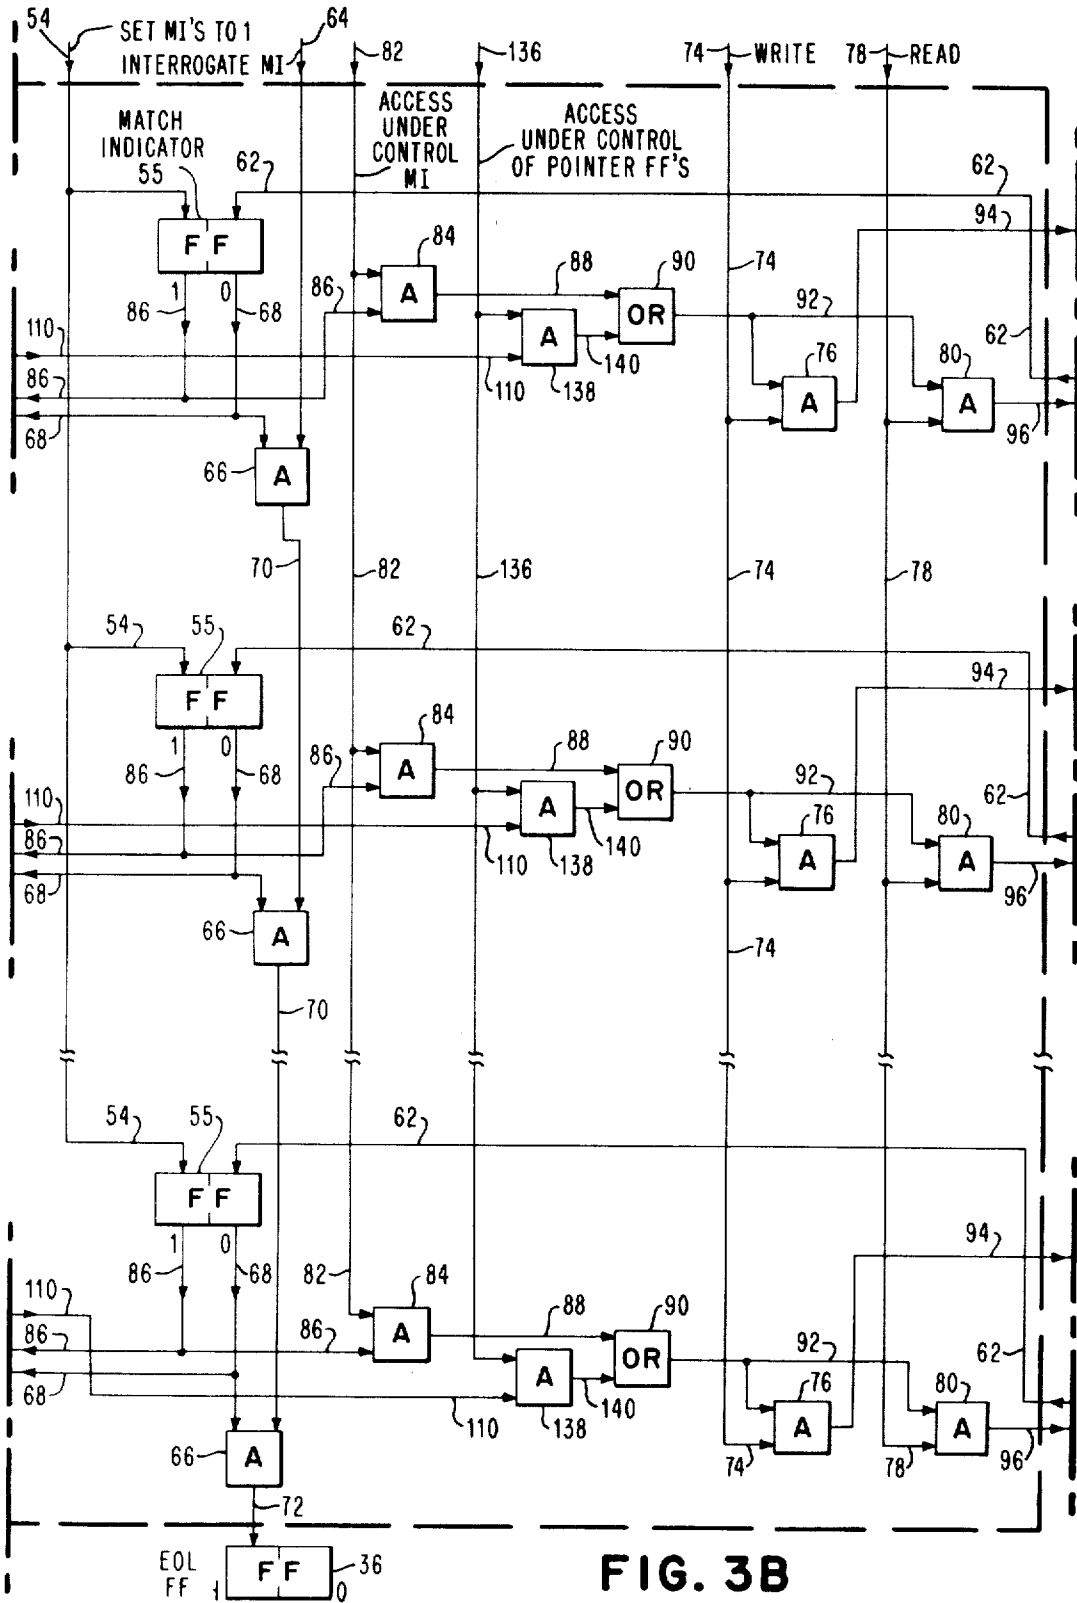 54
SET MI'S TO 1
64
INTERROGATE MI
82
136
74
WRITE
78
READ
ACCESS
UNDER
CONTROL
MI
ACCESS
UNDER CONTROL
OF POINTER FF'S
MATCH
INDICATOR
55
62
62
94
F F
84
88
90
74
A
1
0
86
68
86
OR
92
62
110
A
76
80
86
110
138
140
A
A
96
68
66
A
70
82
136
74
78
54
55
62
94
F F
84
88
90
1
0
86
68
86
A
OR
92
62
110
A
76
80
86
110
138
140
A
A
96
68
66
A
74
70
54
55
62
F F
94
1
0
86
68
82
84
88
90
110
86
86
A
OR
92
62
68
A
76
80
110
138
140
A
A
66
A
74
78
96
72
EOL
FF
1
F F
36
0
FIG. 3B